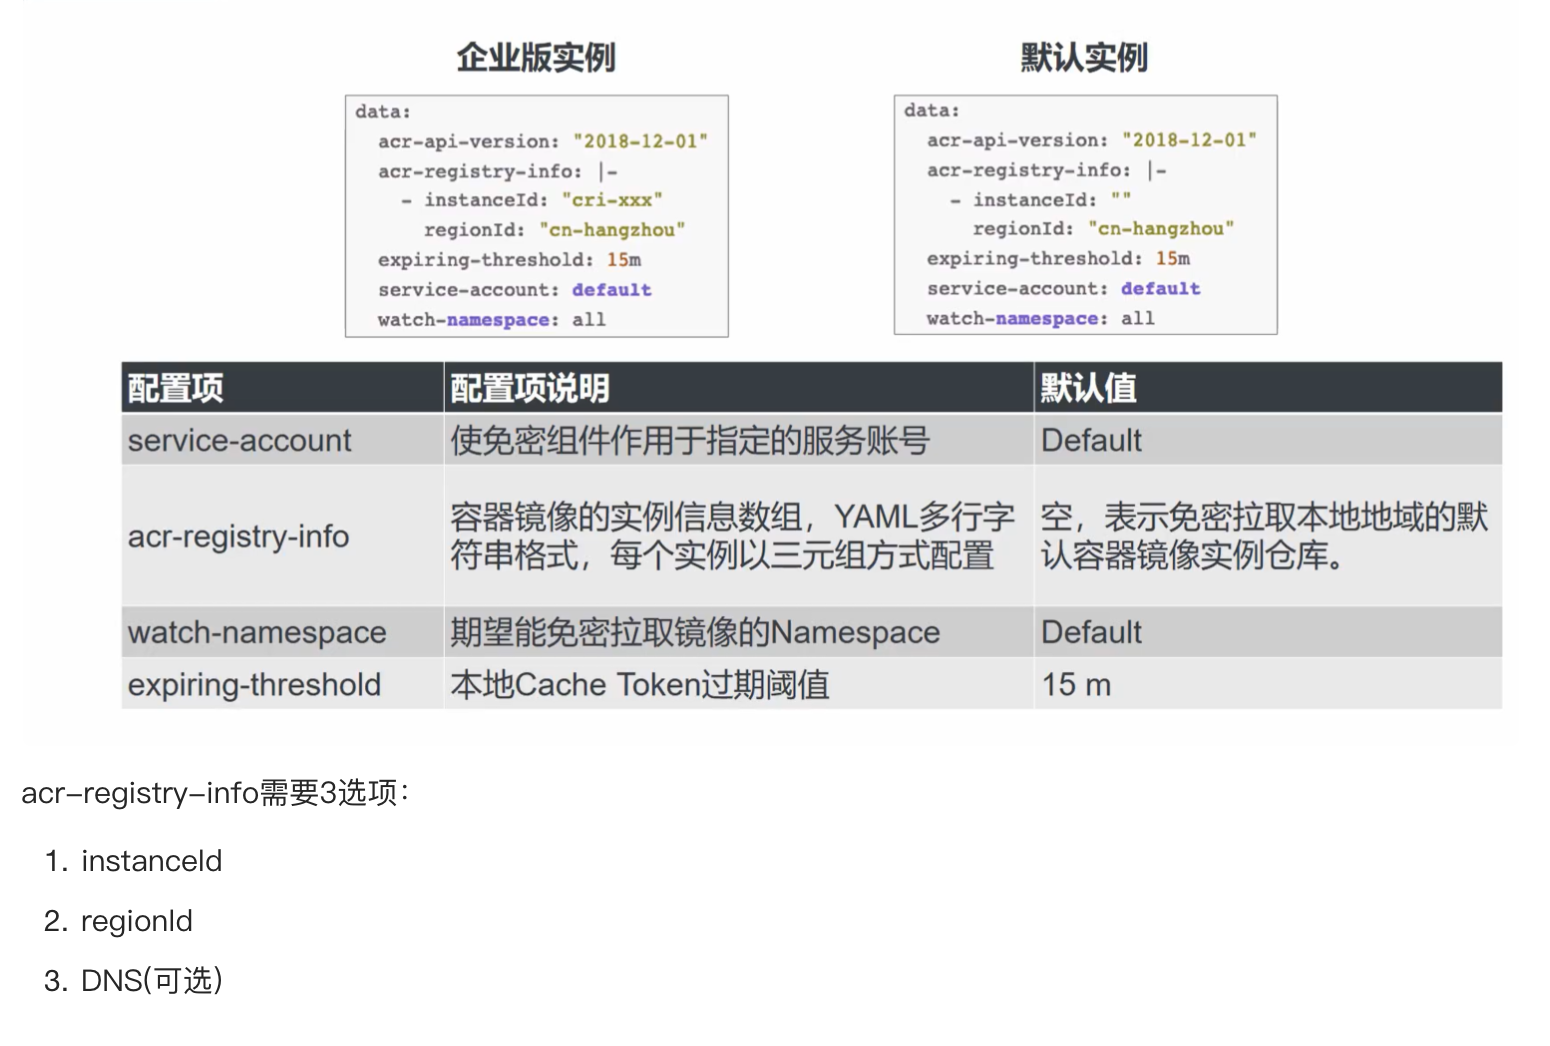 企业版实例
data:
acr-api-version: "2018-12-01"
acr-registry-info: |-
- instanceId: "cri-xxx"
regionId: "cn-hangzhou"
expiring-threshold: 15m
service-account: default
watch-namespace: all
默认实例
data:
acr-api-version: "2018-12-01"
acr-registry-info: |-
- instanceId: ""
regionId: "cn-hangzhou"
expiring-threshold: 15m
service-account: default
watch-namespace: all
配置项 配置项说明 默认值
service-account 使免密组件作用于指定的服务账号 Default
acr-registry-info
容器镜像的实例信息数组，YAML多行字
符串格式，每个实例以三元组方式配置
空，表示免密拉取本地地域的默
认容器镜像实例仓库。
watch-namespace 期望能免密拉取镜像的Namespace Default
expiring-threshold 本地Cache Token过期阈值 15 m
acr-registry-info需要3选项：
1. instanceId
2. regionId
3. DNS(可选)